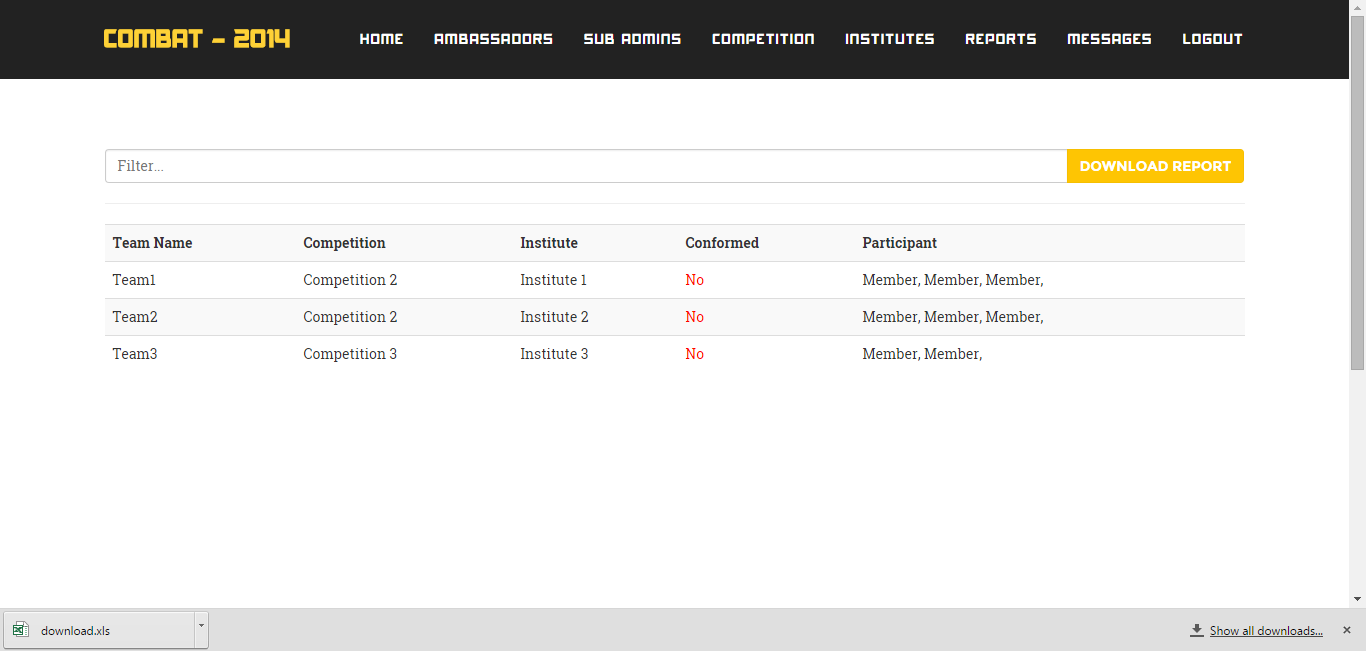 COMBAT - 2014 HOME AMBASSADORS SUB ADMINS COMPETITION INSTITUTES REPORTS MESSAGES LOGOUT
Filter... DOWNLOAD REPORT
Team Name Competition Institute Conformed Participant
Team1 Competition 2 Institute 1 No Member, Member, Member,
Team2 Competition 2 Institute 2 No Member, Member, Member,
Team3 Competition 3 Institute 3 No Member, Member,
download.xls Show all downloads...